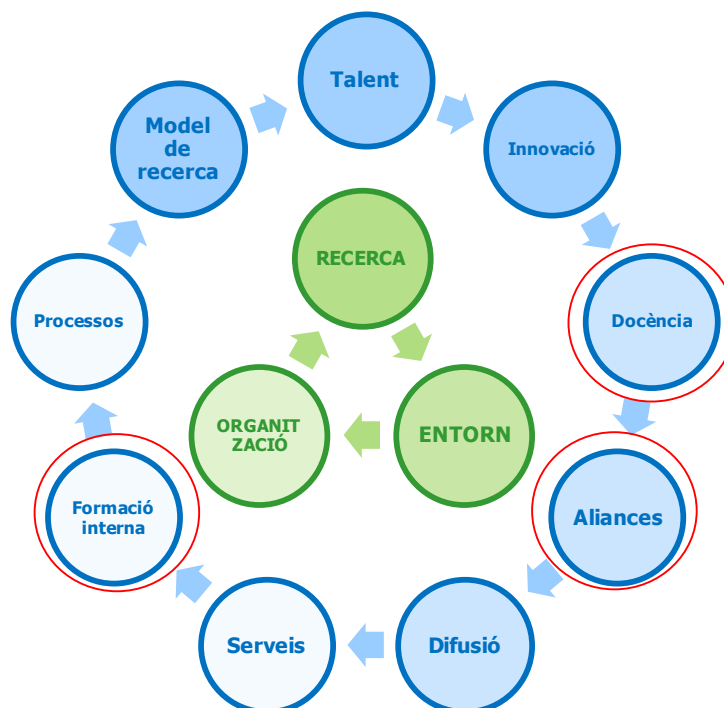 Talent
Model
de
recerca
Innovació
RECERCA
Processos
Docència
ORGANIT
ZACIÓ
ENTORN
Formació
interna
Aliances
Serveis
Difusió